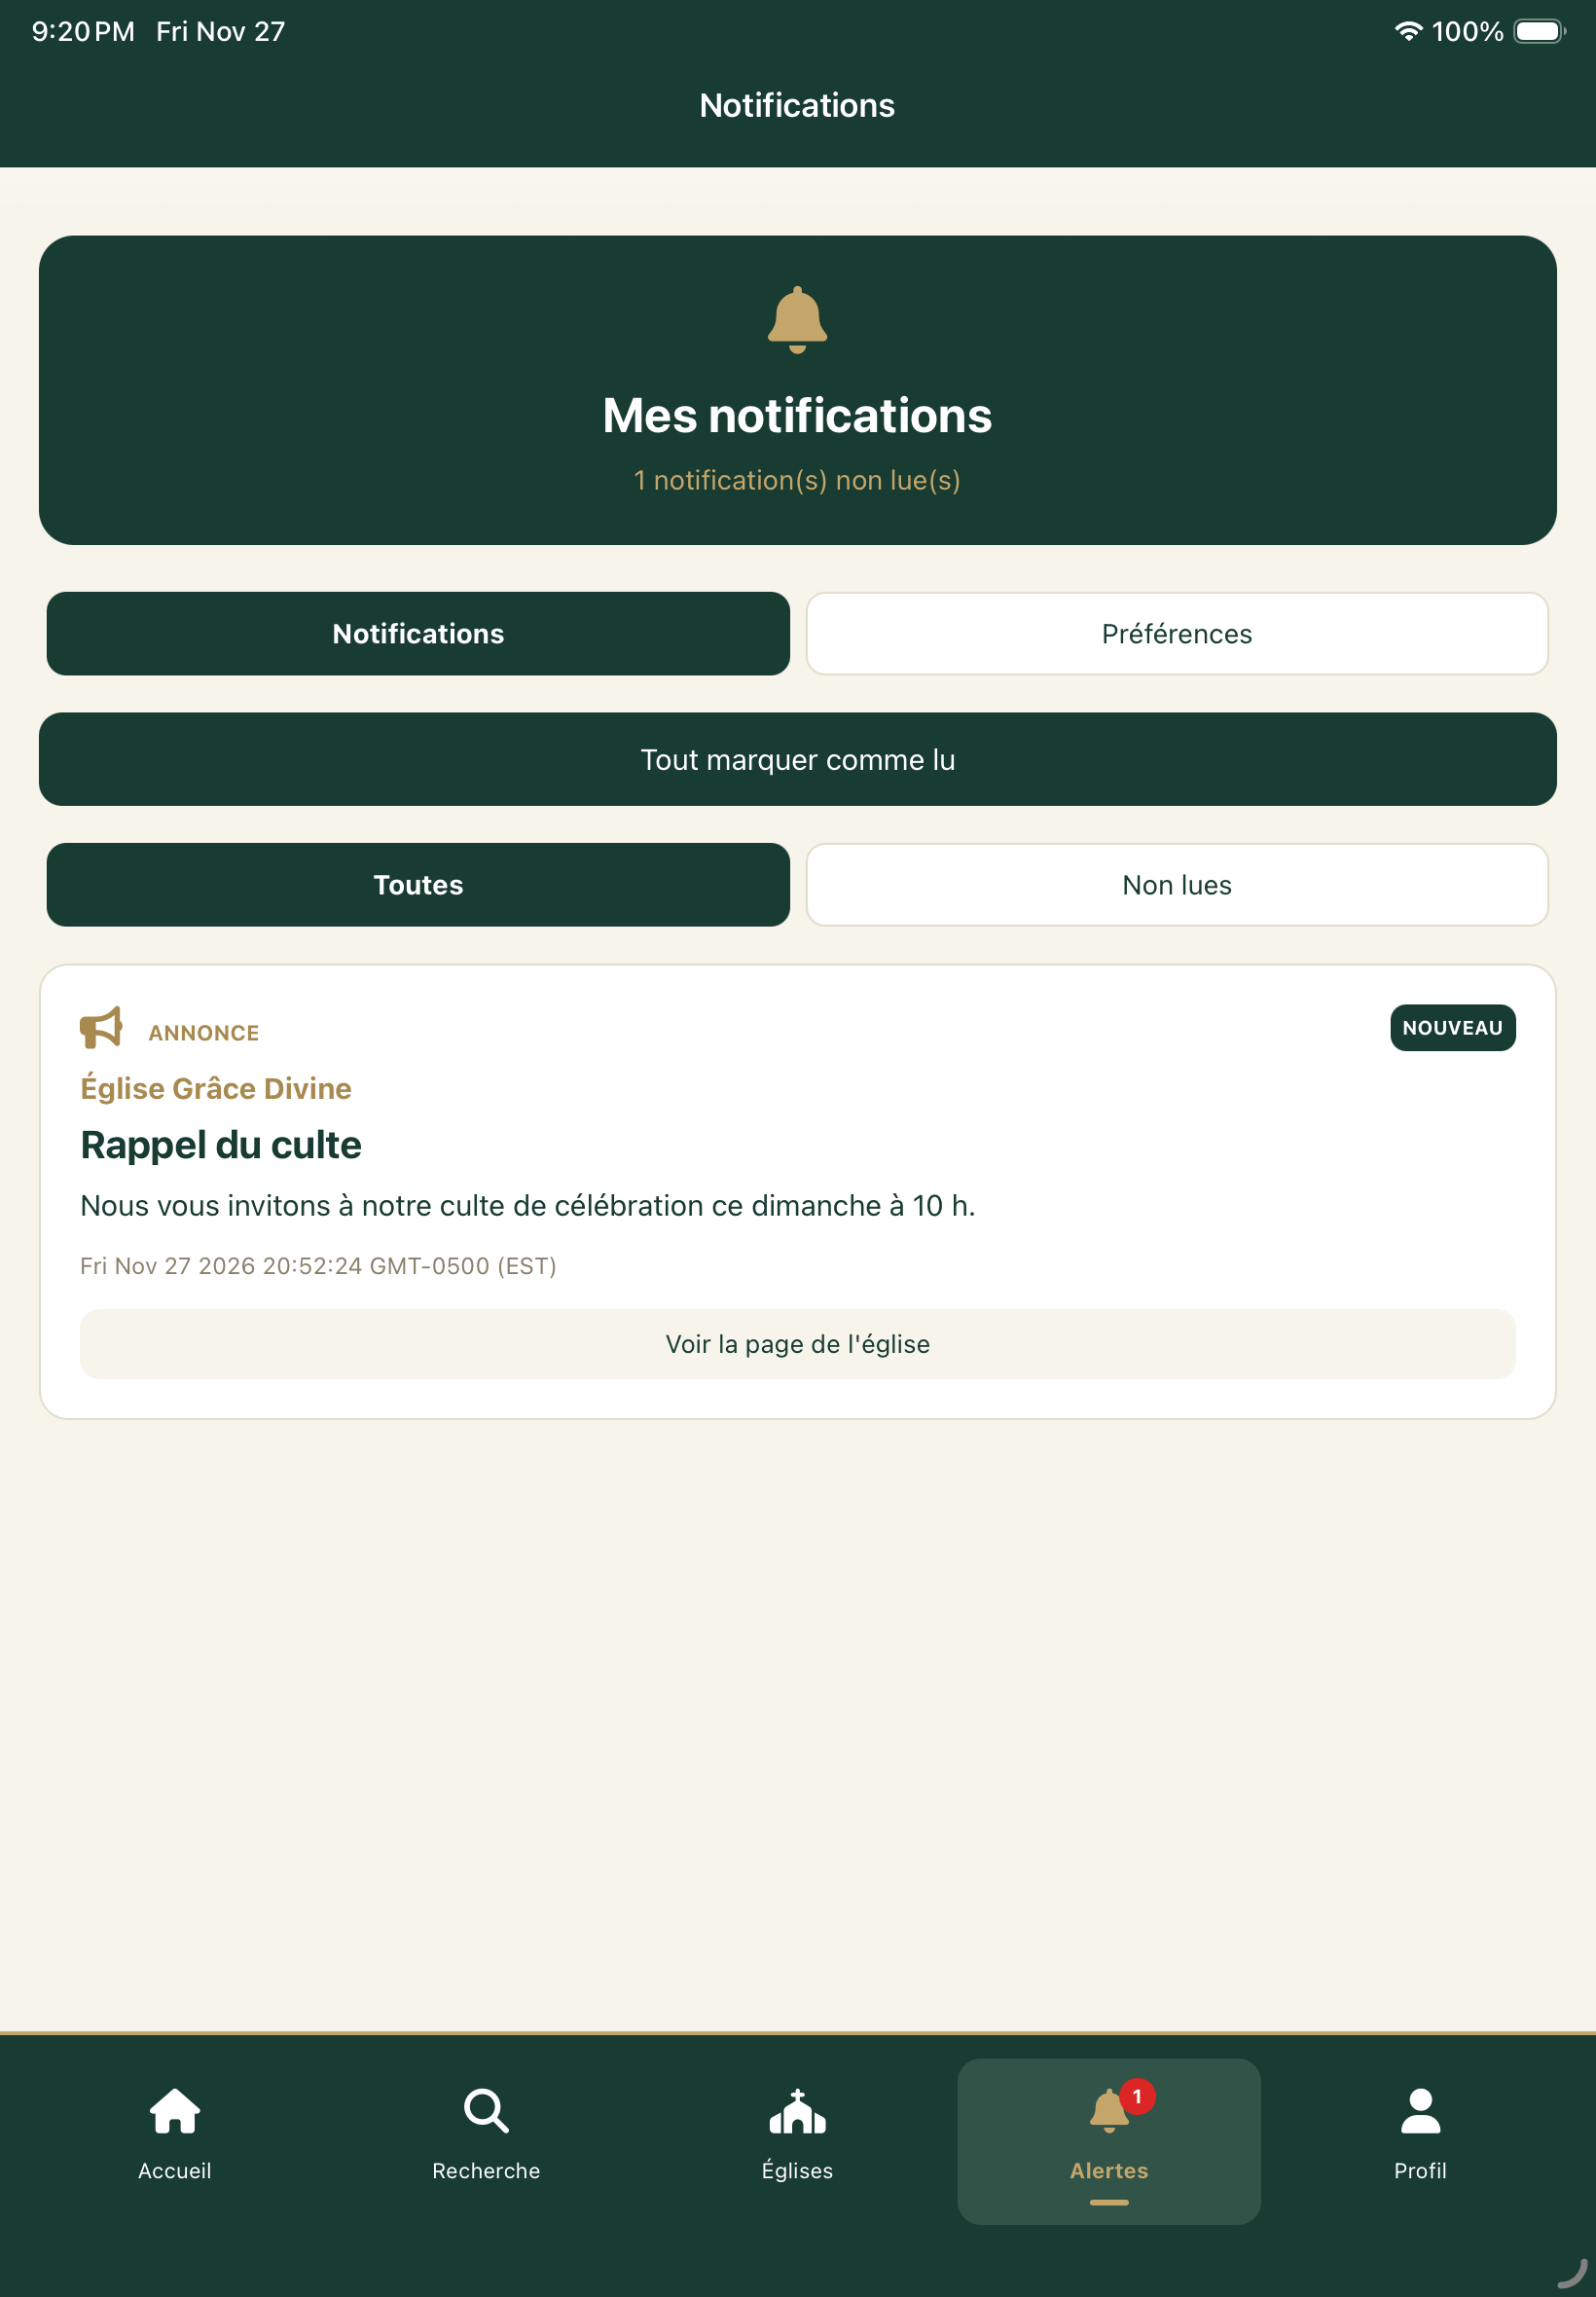 9:20 PM Fri Nov 27 100%
Notifications
Mes notifications
1 notification(s) non lue(s)
Notifications Préférences
Tout marquer comme lu
Toutes Non lues
ANNONCE NOUVEAU
Église Grâce Divine
Rappel du culte
Nous vous invitons à notre culte de célébration ce dimanche à 10 h.
Fri Nov 27 2026 20:52:24 GMT-0500 (EST)
Voir la page de l'église
1
Accueil Recherche Églises Alertes Profil